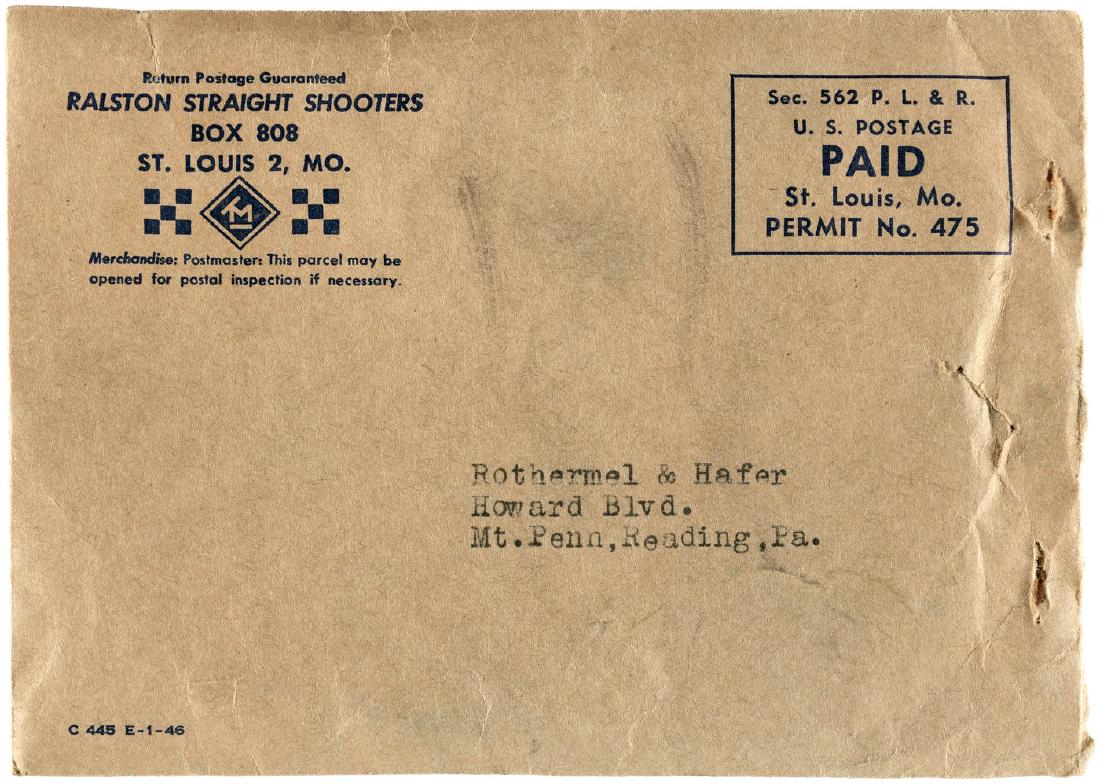 Return Postage Guaranteed
RALSTON STRAIGHT SHOOTERS
BOX 808
ST. LOUIS 2, MO.
TM
Merchandise: Postmaster: This parcel may be
opened for postal inspection if necessary.
Sec. 562 P. L. & R.
U. S. POSTAGE
PAID
St. Louis, Mo.
PERMIT No. 475
Rothermel & Hafer
Howard Blvd.
Mt.Penn,Reading,Pa.
C 445 E-1-46